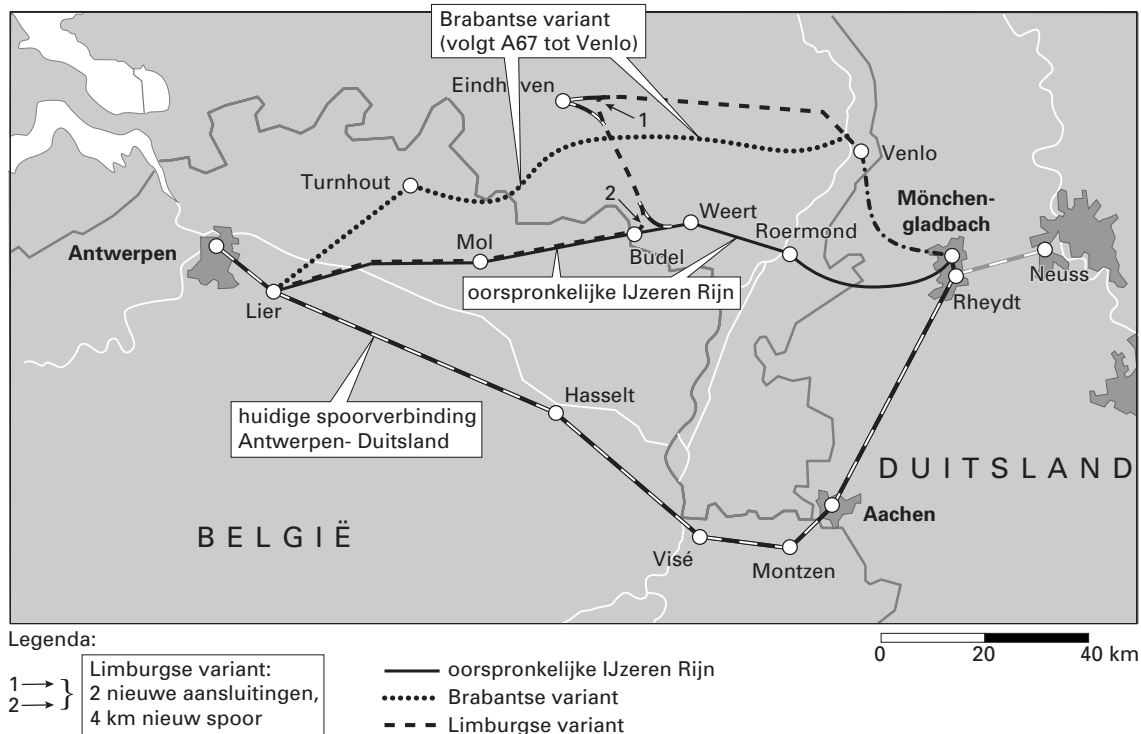 Brabantse variant
(volgt A67 tot Venlo)
Eindhoven
1
Venlo
Turnhout
2
Weert
Mönchen-
gladbach
Antwerpen
Mol
Budel
Roermond
Neuss
Lier
oorspronkelijke IJzeren Rijn
Rheydt
Hasselt
huidige spoorverbinding
Antwerpen- Duitsland
DUITSLAND
BELGIË
Aachen
Visé
Montzen
Legenda:
0 20 40 km
1
2
Limburgse variant:
2 nieuwe aansluitingen,
4 km nieuw spoor
oorspronkelijke IJzeren Rijn
Brabantse variant
Limburgse variant